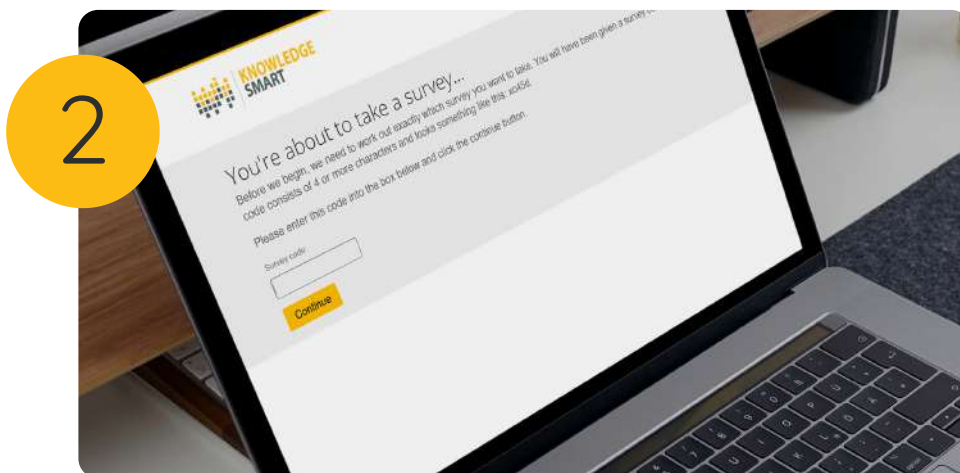 2
KNOWLEDGE
SMART
You're about to take a survey...
Before we begin, we need to work out exactly which survey you want to take. You will have been given a survey
code consists of 4 or more characters and looks something like this:
Please enter this code into the box below and click the continue button.
Survey code
Continue